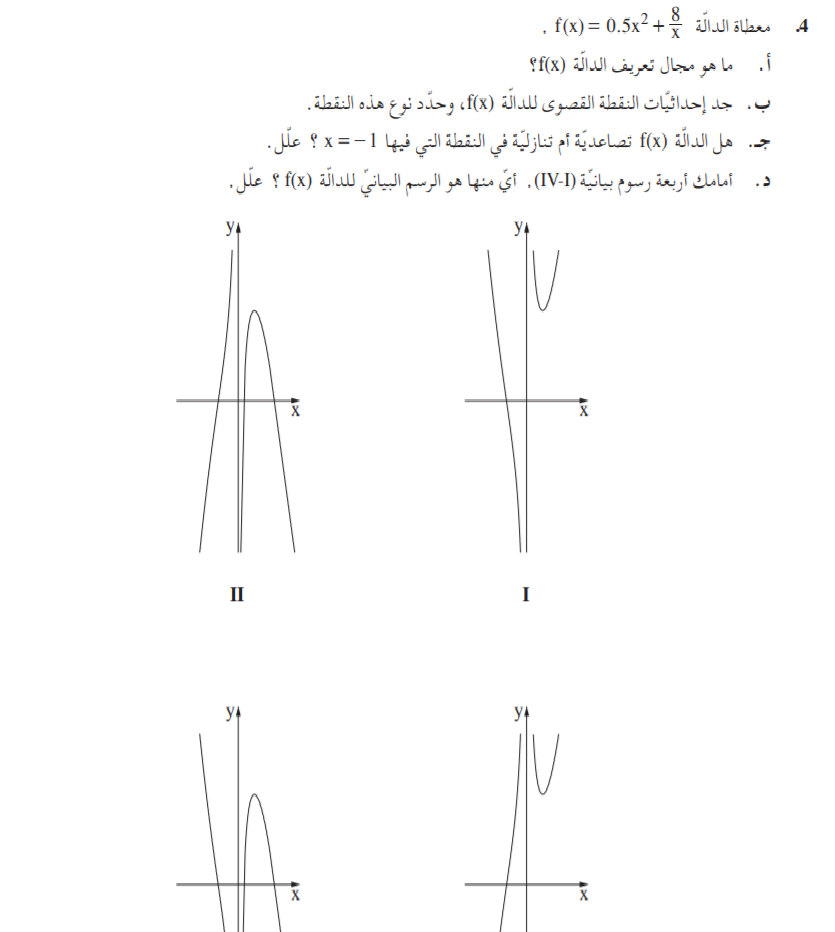 4. معطاة الدالّة f(x) = 0.5x² + 8/x .
أ. ما هو مجال تعريف الدالّة f(x)؟
ب. جد إحداثيّات النقطة القصوى للدالّة f(x)، وحدّد نوع هذه النقطة.
جـ. هل الدالّة f(x) تصاعديّة أم تنازليّة في النقطة التي فيها x = −1 ؟ علّل.
د. أمامك أربعة رسوم بيانيّة (IV-I). أيّ منها هو الرسم البيانيّ للدالّة f(x) ؟ علّل.
y y
x x
II I
y y
x x